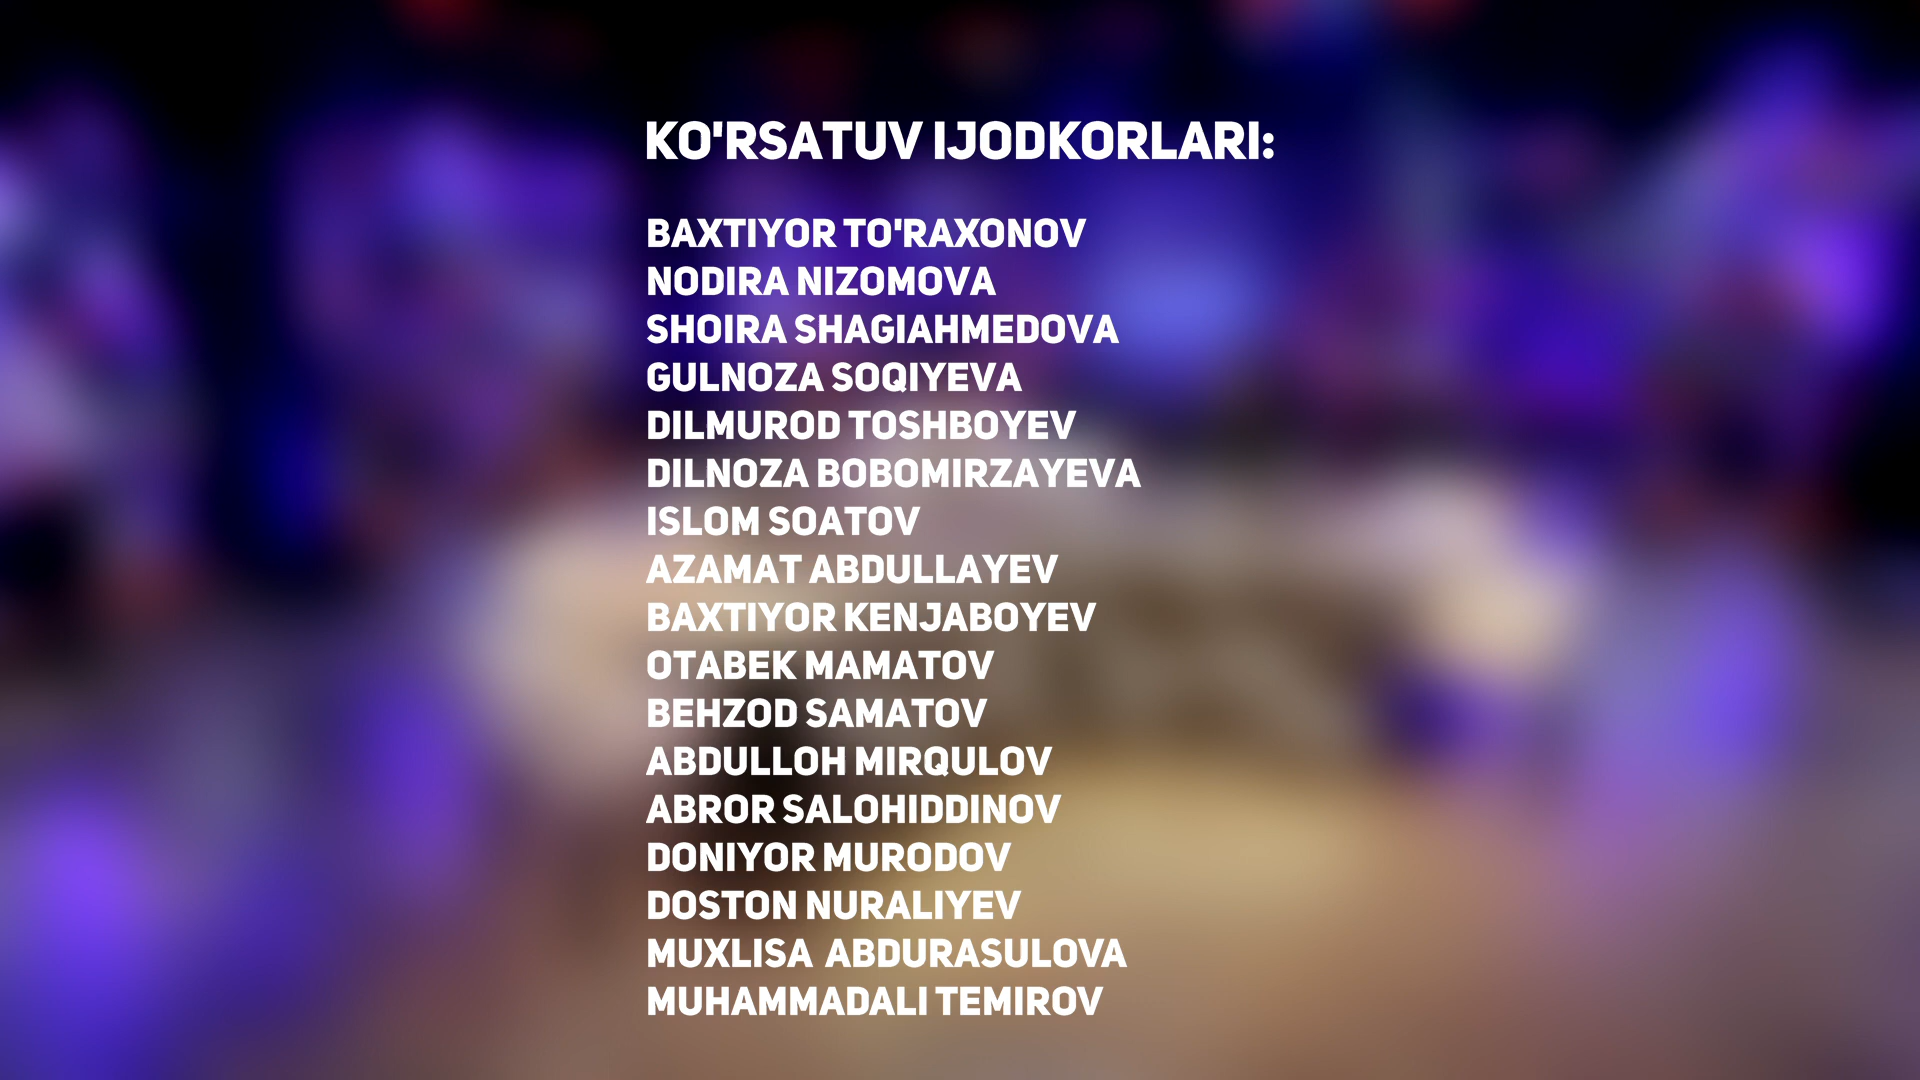 KO'RSATUV IJODKORLARI:
BAXTIYOR TO'RAXONOV
NODIRA NIZOMOVA
SHOIRA SHAGIAHMEDOVA
GULNOZA SOQIYEVA
DILMUROD TOSHBOYEV
DILNOZA BOBOMIRZAYEVA
ISLOM SOATOV
AZAMAT ABDULLAYEV
BAXTIYOR KENJABOYEV
OTABEK MAMATOV
BEHZOD SAMATOV
ABDULLOH MIRQULOV
ABROR SALOHIDDINOV
DONIYOR MURODOV
DOSTON NURALIYEV
MUXLISA ABDURASULOVA
MUHAMMADALI TEMIROV